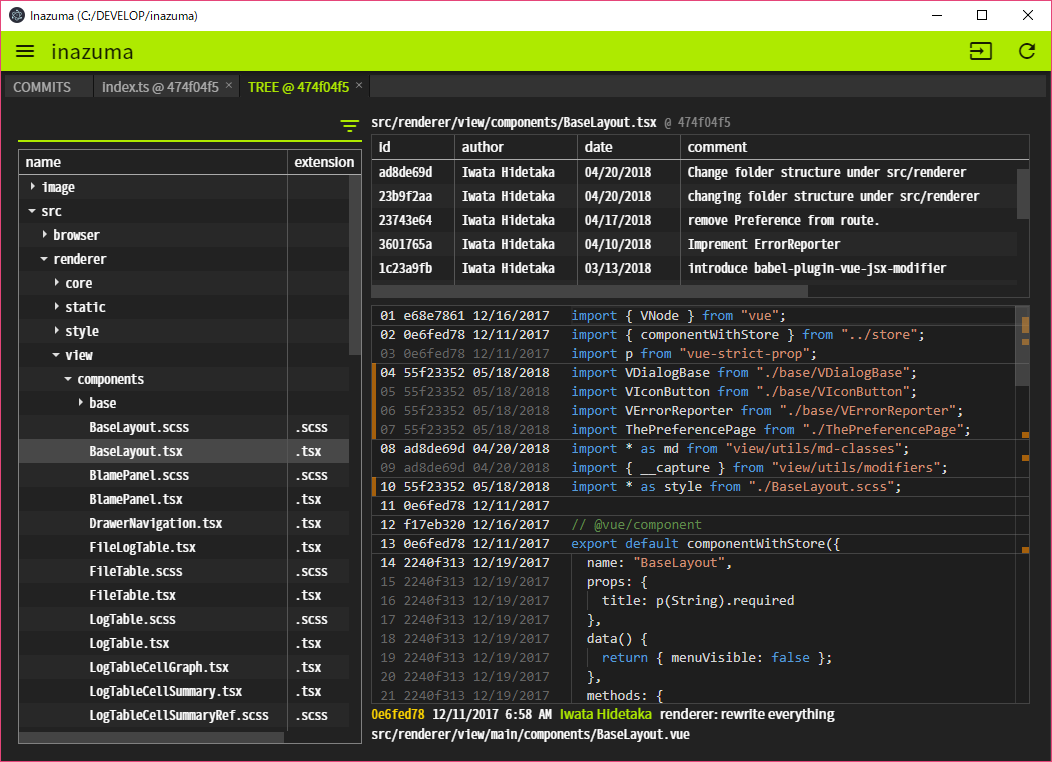 Inazuma (C:/DEVELOP/inazuma)
inazuma
COMMITS index.ts @ 474f04f5 × TREE @ 474f04f5 ×
name extension
image
src
browser
renderer
core
static
style
view
components
base
BaseLayout.scss .scss
BaseLayout.tsx .tsx
BlamePanel.scss .scss
BlamePanel.tsx .tsx
DrawerNavigation.tsx .tsx
FileLogTable.tsx .tsx
FileTable.scss .scss
FileTable.tsx .tsx
LogTable.scss .scss
LogTable.tsx .tsx
LogTableCellGraph.tsx .tsx
LogTableCellSummary.tsx .tsx
LogTableCellSummaryRef.scss .scss
src/renderer/view/components/BaseLayout.tsx @ 474f04f5
id author date comment
ad8de69d Iwata Hidetaka 04/20/2018 Change folder structure under src/renderer
23b9f2aa Iwata Hidetaka 04/20/2018 changing folder structure under src/renderer
23743e64 Iwata Hidetaka 04/17/2018 remove Preference from route.
3601765a Iwata Hidetaka 04/10/2018 Imprement ErrorReporter
1c23a9fb Iwata Hidetaka 03/13/2018 introduce babel-plugin-vue-jsx-modifier
01 e68e7861 12/16/2017 import { VNode } from "vue";
02 0e6fed78 12/11/2017 import { componentWithStore } from "../store";
03 0e6fed78 12/11/2017 import p from "vue-strict-prop";
04 55f23352 05/18/2018 import VDialogBase from "./base/VDialogBase";
05 55f23352 05/18/2018 import VIconButton from "./base/VIconButton";
06 55f23352 05/18/2018 import VErrorReporter from "./base/VErrorReporter";
07 55f23352 05/18/2018 import ThePreferencePage from "./ThePreferencePage";
08 ad8de69d 04/20/2018 import * as md from "view/utils/md-classes";
09 ad8de69d 04/20/2018 import { __capture } from "view/utils/modifiers";
10 55f23352 05/18/2018 import * as style from "./BaseLayout.scss";
11 0e6fed78 12/11/2017
12 f17eb320 12/16/2017 // @vue/component
13 0e6fed78 12/11/2017 export default componentWithStore({
14 2240f313 12/19/2017 name: "BaseLayout",
15 2240f313 12/19/2017 props: {
16 2240f313 12/19/2017 title: p(String).required
17 2240f313 12/19/2017 },
18 2240f313 12/19/2017 data() {
19 2240f313 12/19/2017 return { menuVisible: false };
20 2240f313 12/19/2017 },
21 2240f313 12/19/2017 methods: {
0e6fed78 12/11/2017 6:58 AM Iwata Hidetaka renderer: rewrite everything
src/renderer/view/main/components/BaseLayout.vue